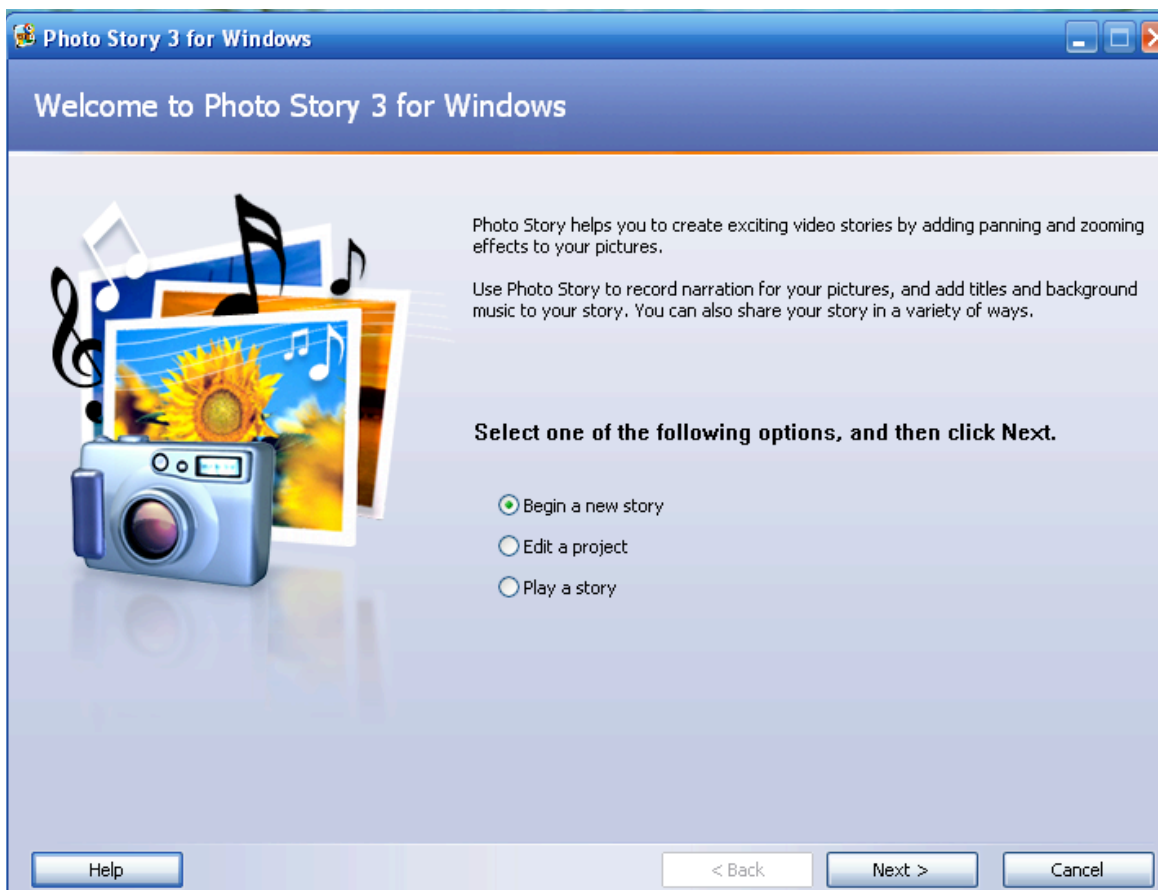 Photo Story 3 for Windows
Welcome to Photo Story 3 for Windows
Photo Story helps you to create exciting video stories by adding panning and zooming
effects to your pictures.
Use Photo Story to record narration for your pictures, and add titles and background
music to your story. You can also share your story in a variety of ways.
Select one of the following options, and then click Next.
Begin a new story
Edit a project
Play a story
Help
< Back
Next >
Cancel